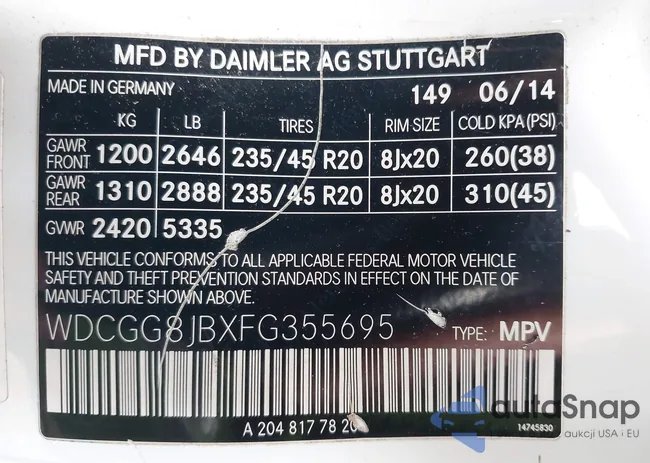 MFD BY DAIMLER AG STUTTGART
MADE IN GERMANY 149 06/14
KG LB TIRES RIM SIZE COLD KPA(PSI)
GAWR FRONT 1200 2646 235/45 R20 8Jx20 260(38)
GAWR REAR 1310 2888 235/45 R20 8Jx20 310(45)
GVWR 2420 5335
THIS VEHICLE CONFORMS TO ALL APPLICABLE FEDERAL MOTOR VEHICLE
SAFETY AND THEFT PREVENTION STANDARDS IN EFFECT ON THE DATE OF
MANUFACTURE SHOWN ABOVE.
WDCGG8JBXFG355695 TYPE: MPV
A 204 817 78 20
14745830
autoSnap
z aukcji USA i EU